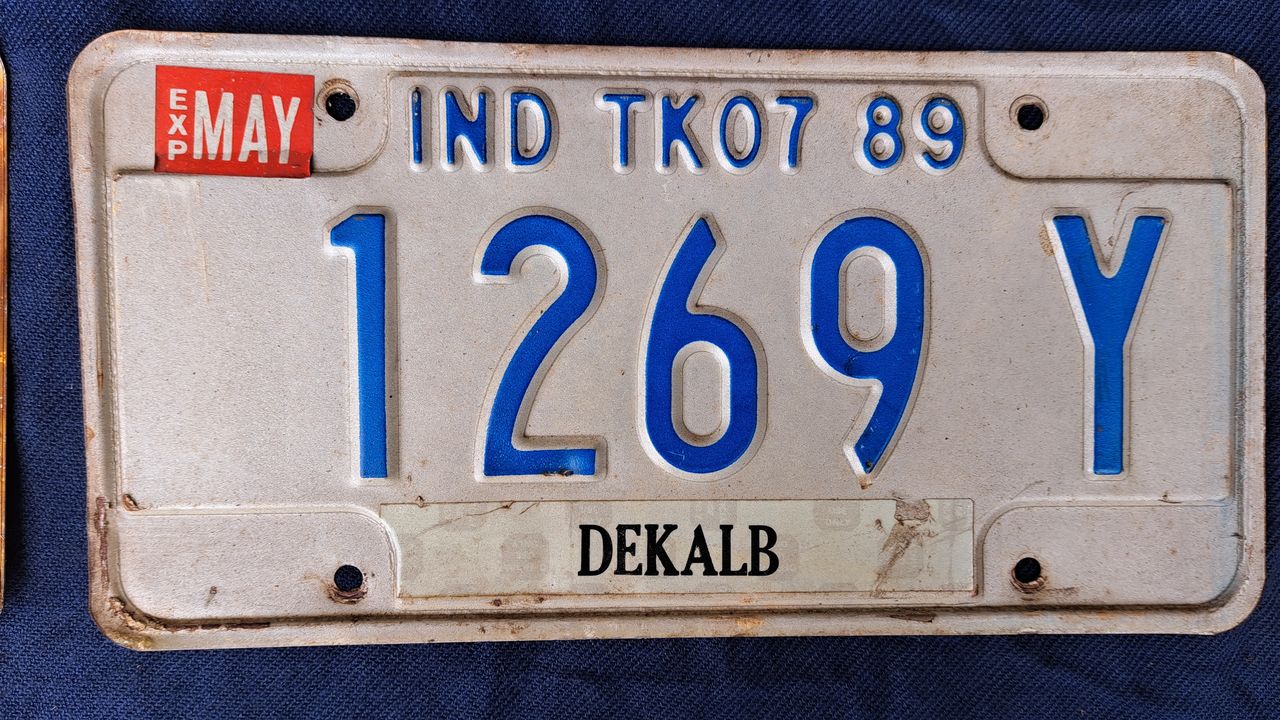 EXP MAY
IND TK07 89
1269 Y
DEKALB